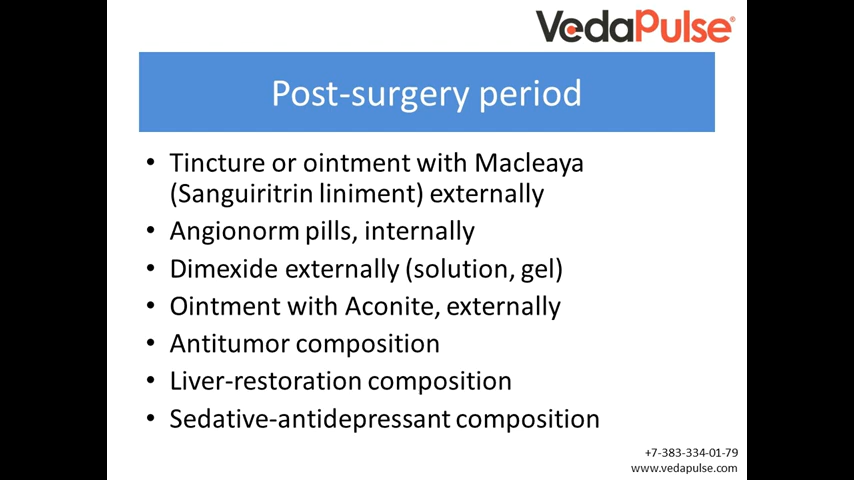 VedaPulse®
Post-surgery period
• Tincture or ointment with Macleaya
(Sanguiritrin liniment) externally
• Angionorm pills, internally
• Dimexide externally (solution, gel)
• Ointment with Aconite, externally
• Antitumor composition
• Liver-restoration composition
• Sedative-antidepressant composition
+7-383-334-01-79
www.vedapulse.com